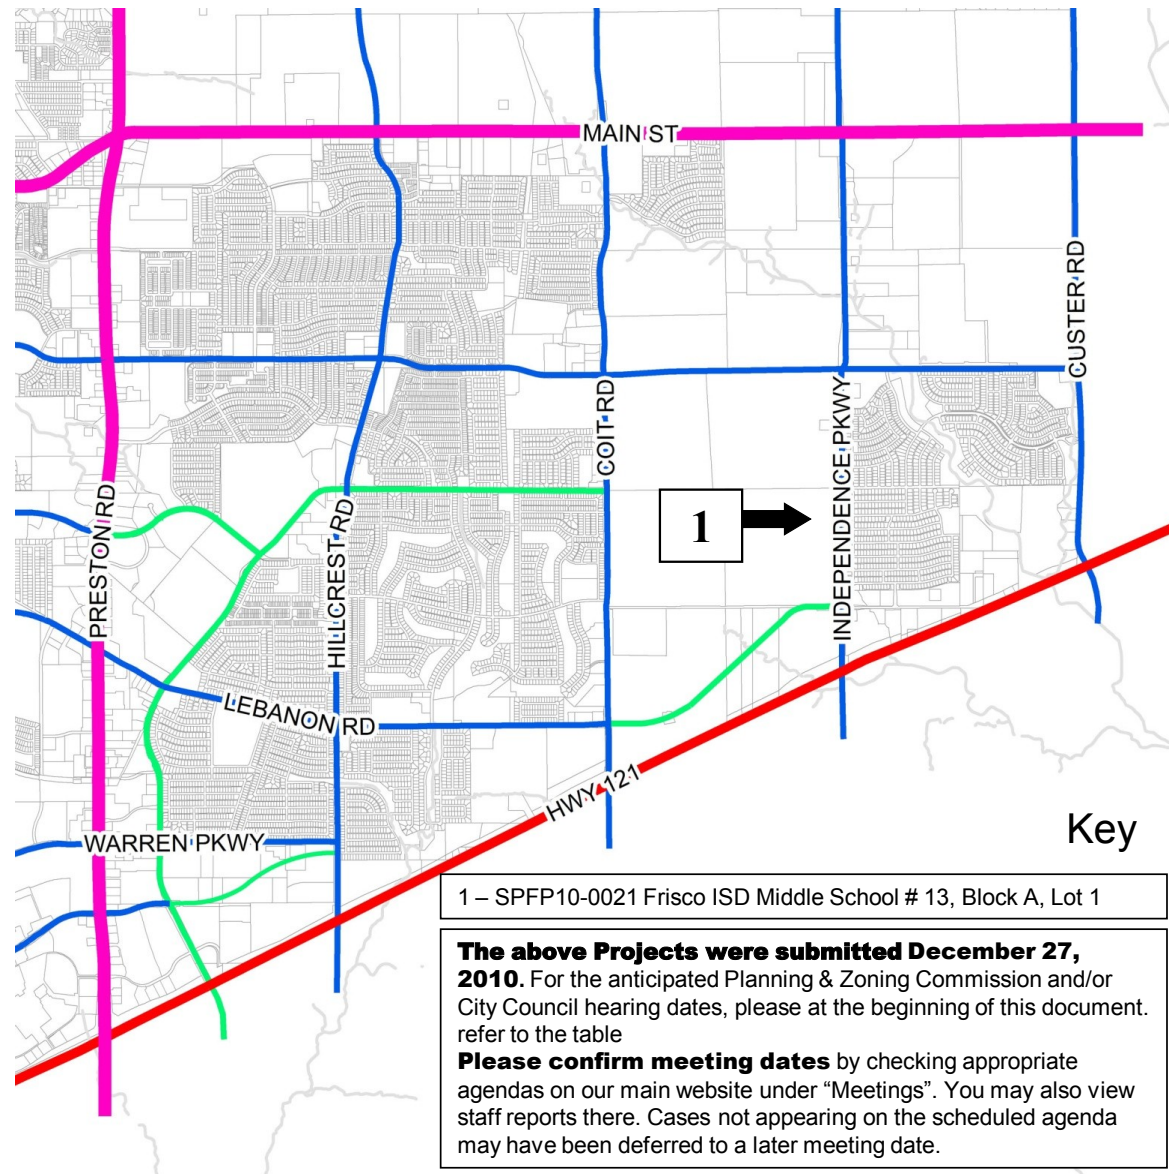 MAIN ST
CUSTER RD
COIT RD
INDEPENDENCE PKWY
PRESTON RD
HILLCREST RD
1
LEBANON RD
HWY 121
WARREN PKWY
Key
1 – SPFP10-0021 Frisco ISD Middle School # 13, Block A, Lot 1
The above Projects were submitted December 27,
2010. For the anticipated Planning & Zoning Commission and/or
City Council hearing dates, please at the beginning of this document.
refer to the table
Please confirm meeting dates by checking appropriate
agendas on our main website under “Meetings”. You may also view
staff reports there. Cases not appearing on the scheduled agenda
may have been deferred to a later meeting date.